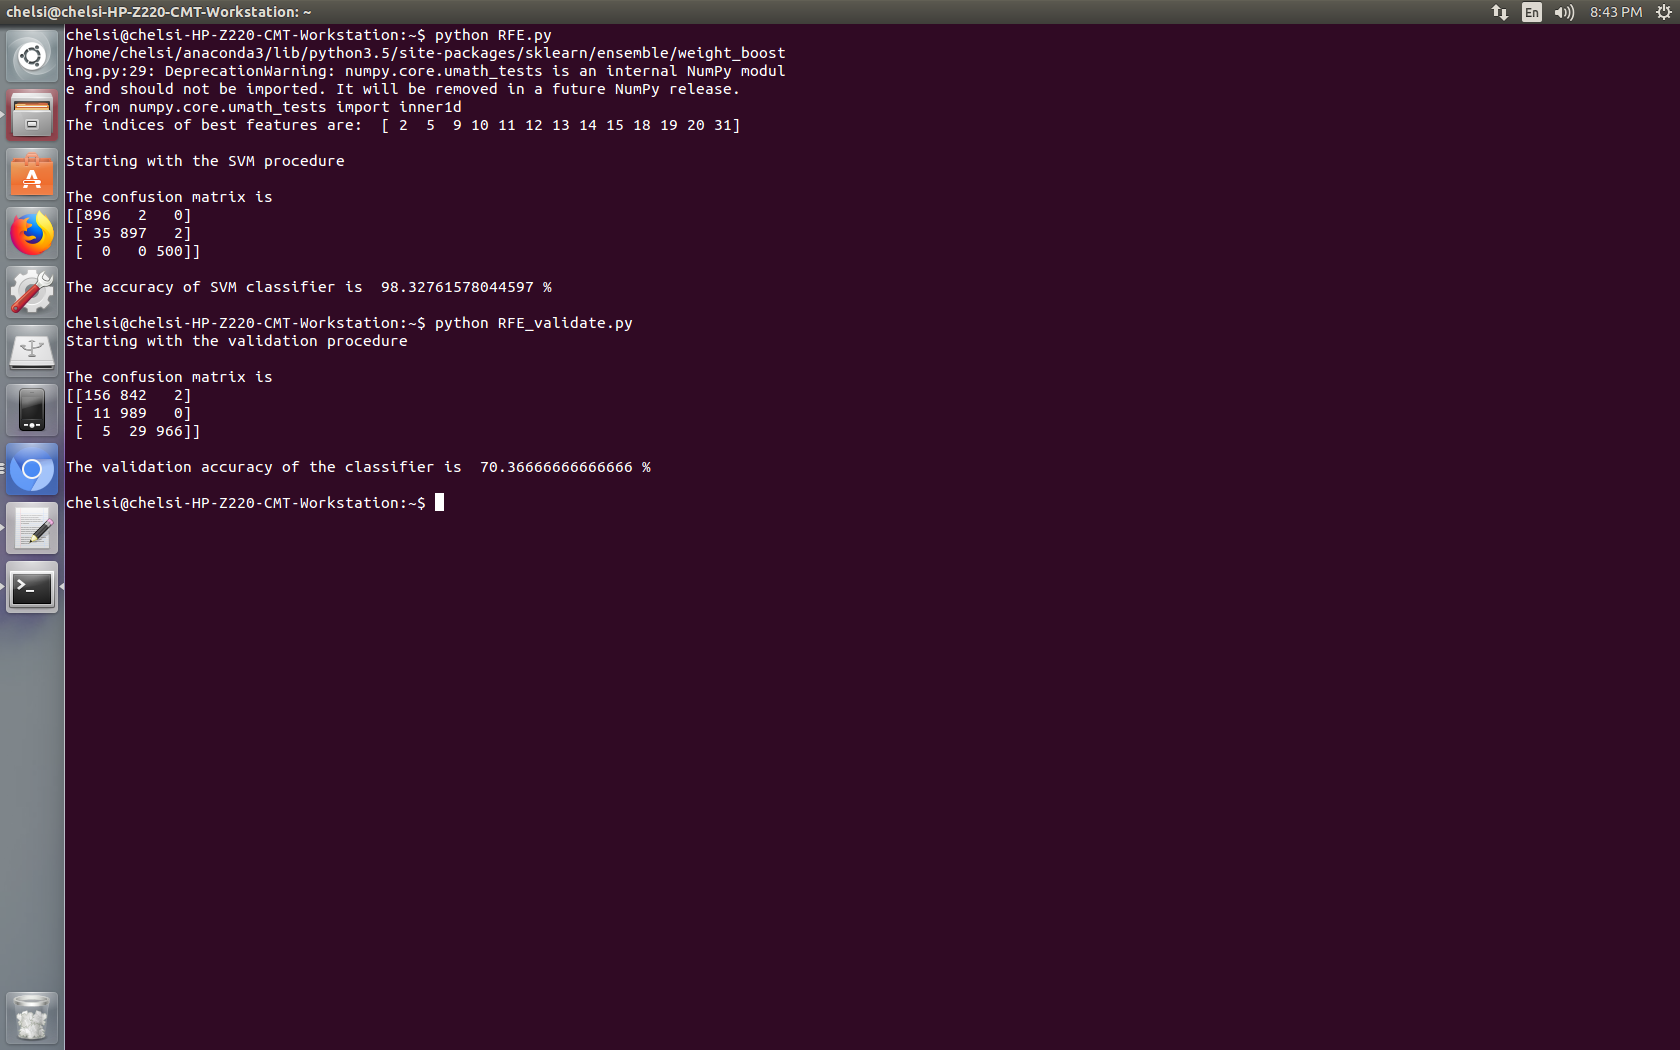 chelsi@chelsi-HP-Z220-CMT-Workstation: ~
En
8:43 PM
chelsi@chelsi-HP-Z220-CMT-Workstation:~$ python RFE.py
/home/chelsi/anaconda3/lib/python3.5/site-packages/sklearn/ensemble/weight_boost
ing.py:29: DeprecationWarning: numpy.core.umath_tests is an internal NumPy modul
e and should not be imported. It will be removed in a future NumPy release.
  from numpy.core.umath_tests import inner1d
The indices of best features are:  [ 2  5  9 10 11 12 13 14 15 18 19 20 31]
Starting with the SVM procedure
The confusion matrix is
[[896   2   0]
 [ 35 897   2]
 [  0   0 500]]
The accuracy of SVM classifier is  98.32761578044597 %
chelsi@chelsi-HP-Z220-CMT-Workstation:~$ python RFE_validate.py
Starting with the validation procedure
The confusion matrix is
[[156 842   2]
 [ 11 989   0]
 [  5  29 966]]
The validation accuracy of the classifier is  70.36666666666666 %
chelsi@chelsi-HP-Z220-CMT-Workstation:~$